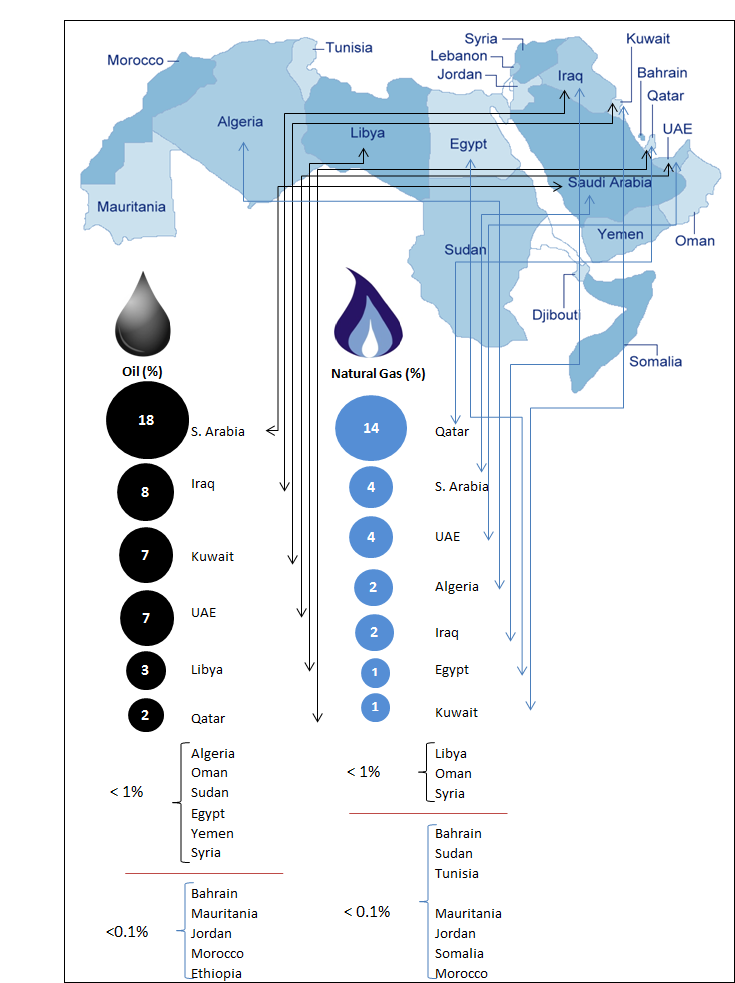 Morocco
Tunisia
Syria
Lebanon
Jordan
Iraq
Kuwait
Bahrain
Qatar
UAE
Algeria
Libya
Egypt
Saudi Arabia
Mauritania
Sudan
Yemen
Oman
Djibouti
Somalia
Oil (%)
18 S. Arabia
8 Iraq
7 Kuwait
7 UAE
3 Libya
2 Qatar
< 1%
Algeria
Oman
Sudan
Egypt
Yemen
Syria
<0.1%
Bahrain
Mauritania
Jordan
Morocco
Ethiopia
Natural Gas (%)
14 Qatar
4 S. Arabia
4 UAE
2 Algeria
2 Iraq
1 Egypt
1 Kuwait
< 1%
Libya
Oman
Syria
< 0.1%
Bahrain
Sudan
Tunisia
Mauritania
Jordan
Somalia
Morocco